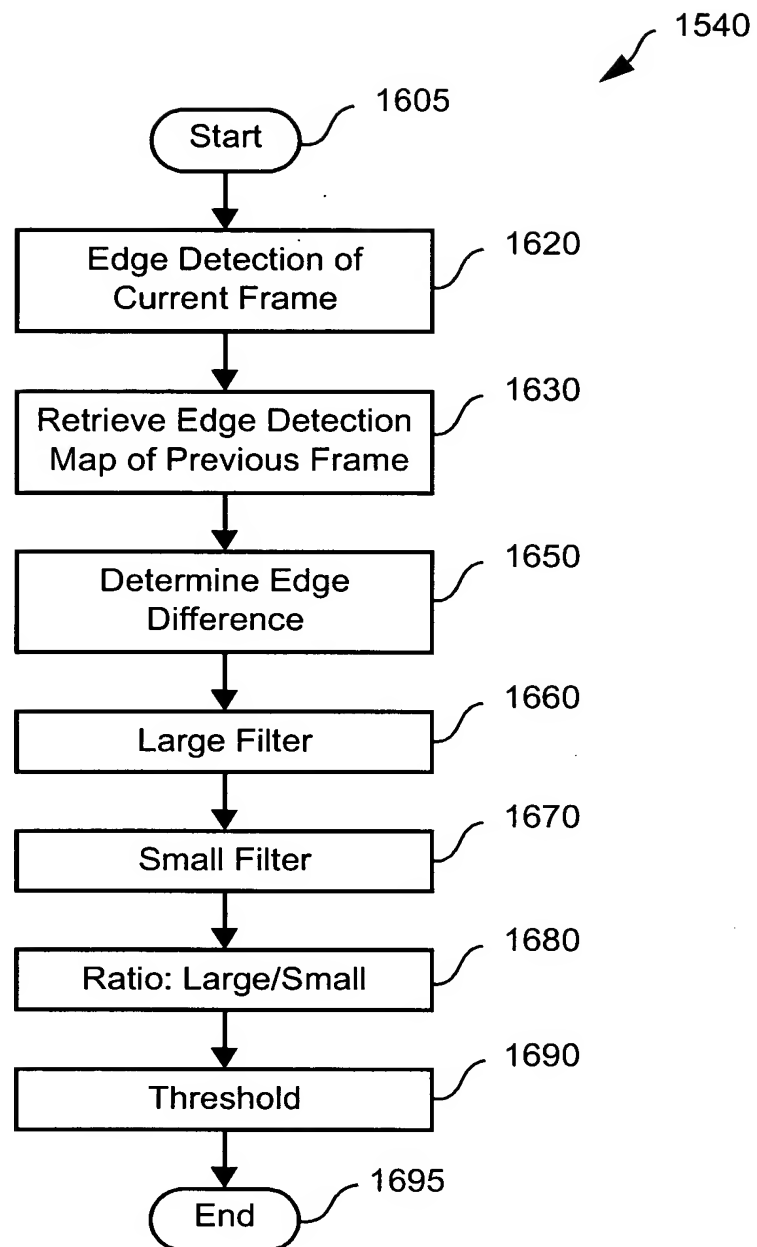 1540
Start
1605
Edge Detection of
Current Frame
1620
Retrieve Edge Detection
Map of Previous Frame
1630
Determine Edge
Difference
1650
Large Filter
1660
Small Filter
1670
Ratio: Large/Small
1680
Threshold
1690
End
1695